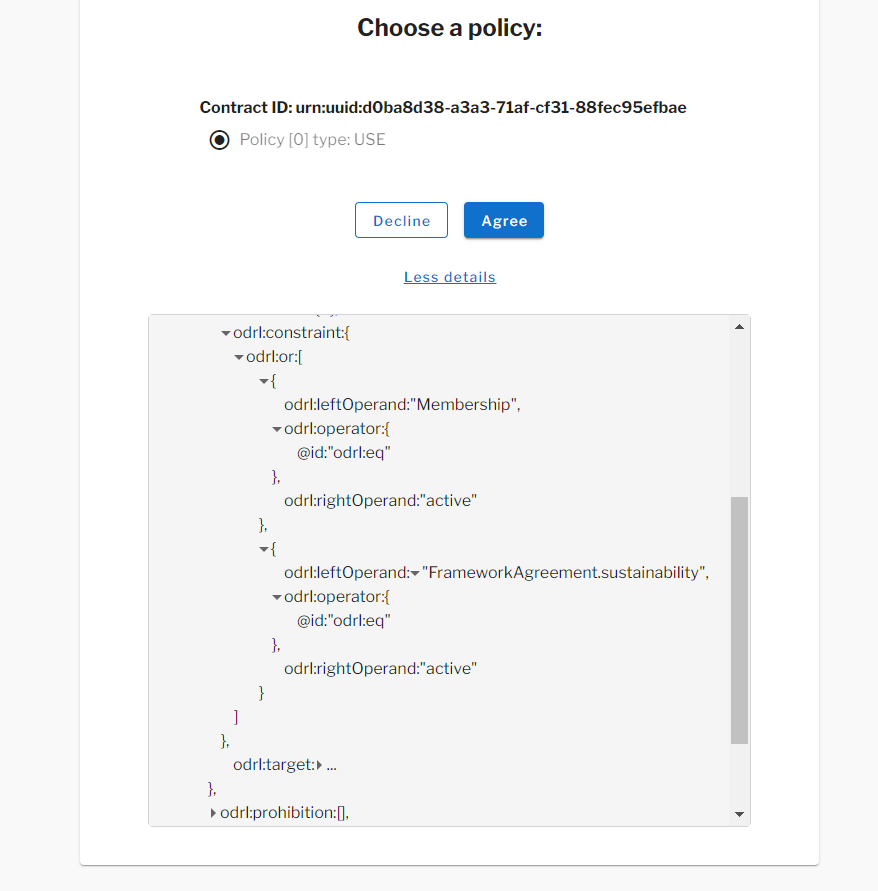 Choose a policy:
Contract ID: urn:uuid:d0ba8d38-a3a3-71af-cf31-88fec95efbae
Policy [0] type: USE
Decline
Agree
Less details
odrl:constraint:{
odrl:or:[
{
odrl:leftOperand:"Membership",
odrl:operator:{
@id:"odrl:eq"
},
odrl:rightOperand:"active"
},
{
odrl:leftOperand:"FrameworkAgreement.sustainability",
odrl:operator:{
@id:"odrl:eq"
},
odrl:rightOperand:"active"
}
]
},
odrl:target: ...
},
odrl:prohibition:[],